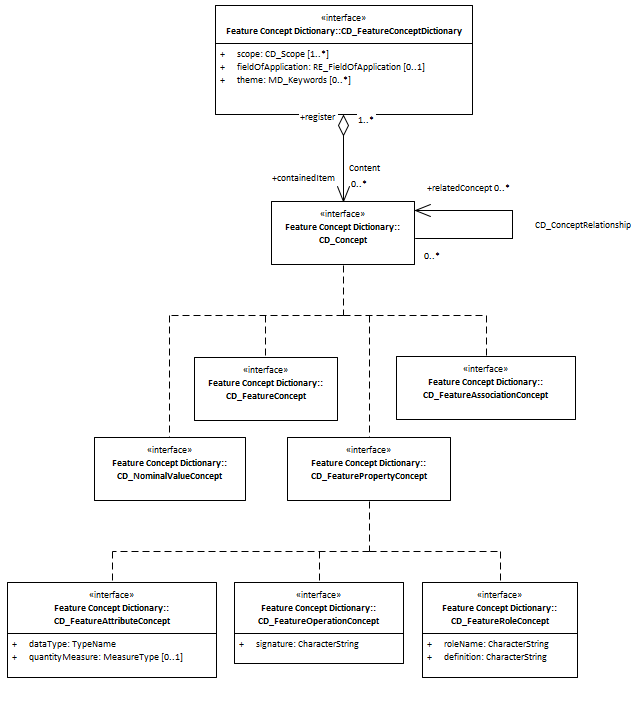 «interface»
Feature Concept Dictionary::CD_FeatureConceptDictionary
+ scope: CD_Scope [1..*]
+ fieldOfApplication: RE_FieldOfApplication [0..1]
+ theme: MD_Keywords [0..*]
+register
1..*
Content
+containedItem
0..*
+relatedConcept 0..*
«interface»
Feature Concept Dictionary::
CD_Concept
CD_ConceptRelationship
0..*
«interface»
Feature Concept Dictionary::
CD_FeatureConcept
«interface»
Feature Concept Dictionary::
CD_FeatureAssociationConcept
«interface»
Feature Concept Dictionary::
CD_NominalValueConcept
«interface»
Feature Concept Dictionary::
CD_FeaturePropertyConcept
«interface»
Feature Concept Dictionary::
CD_FeatureAttributeConcept
+ dataType: TypeName
+ quantityMeasure: MeasureType [0..1]
«interface»
Feature Concept Dictionary::
CD_FeatureOperationConcept
+ signature: CharacterString
«interface»
Feature Concept Dictionary::
CD_FeatureRoleConcept
+ roleName: CharacterString
+ definition: CharacterString